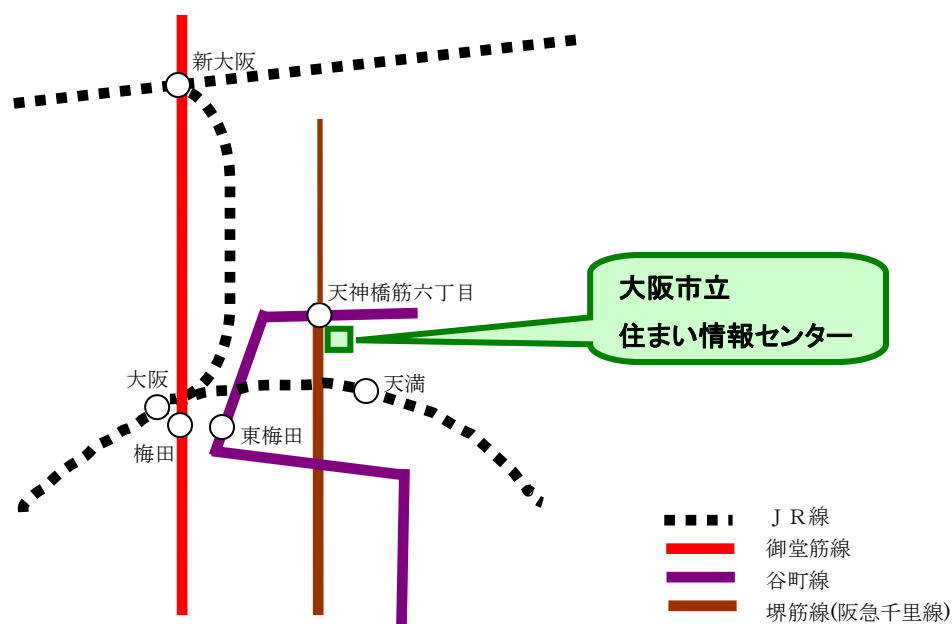 新大阪
天神橋筋六丁目
大阪市立
住まい情報センター
大阪
天満
梅田
東梅田
ＪＲ線
御堂筋線
谷町線
堺筋線(阪急千里線)